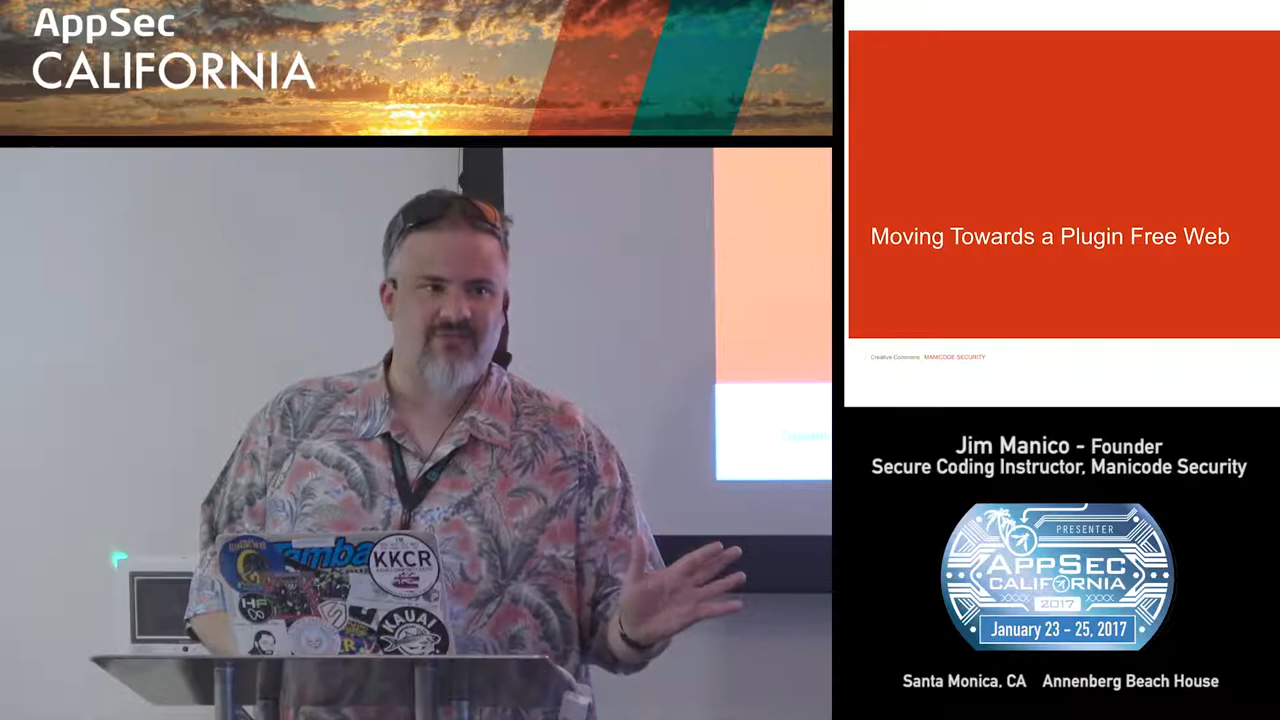 AppSec
CALIFORNIA
Moving Towards a Plugin Free Web
Creative Commons MANICODE SECURITY
Jim Manico - Founder
Secure Coding Instructor, Manicode Security
PRESENTER
APPSEC
CALIFORNIA
2017
January 23 - 25, 2017
Santa Monica, CA Annenberg Beach House
KKCR
HF
KAUAI